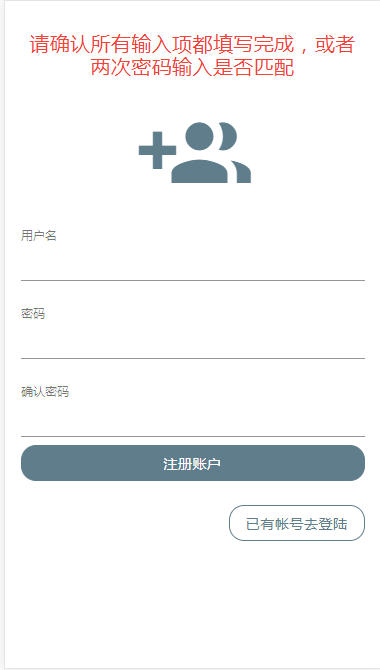 请确认所有输入项都填写完成，或者
两次密码输入是否匹配
用户名
密码
确认密码
注册账户
已有帐号去登陆